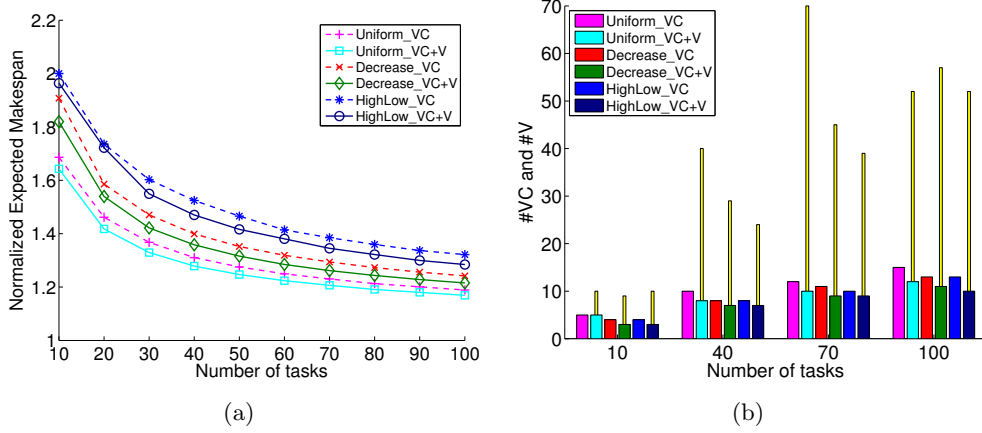 2.2
2
1.8
1.6
1.4
1.2
1
Normalized Expected Makespan
10 20 30 40 50 60 70 80 90 100
Number of tasks
Uniform_VC
Uniform_VC+V
Decrease_VC
Decrease_VC+V
HighLow_VC
HighLow_VC+V
(a)
70
60
50
40
30
20
10
0
#VC and #V
10 40 70 100
Number of tasks
Uniform_VC
Uniform_VC+V
Decrease_VC
Decrease_VC+V
HighLow_VC
HighLow_VC+V
(b)